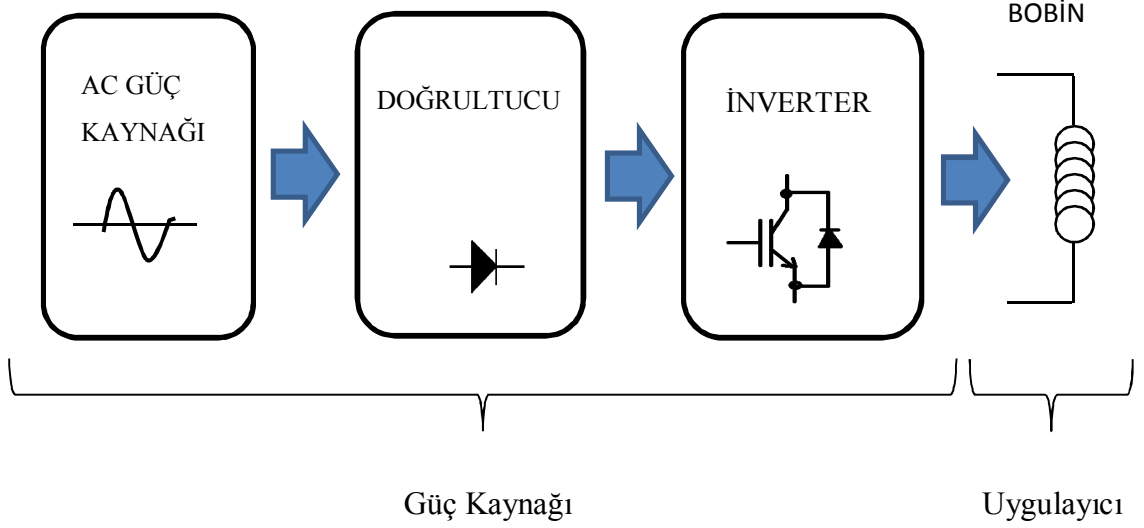 BOBİN
AC GÜÇ
KAYNAĞI
DOĞRULTUCU
İNVERTER
Güç Kaynağı
Uygulayıcı